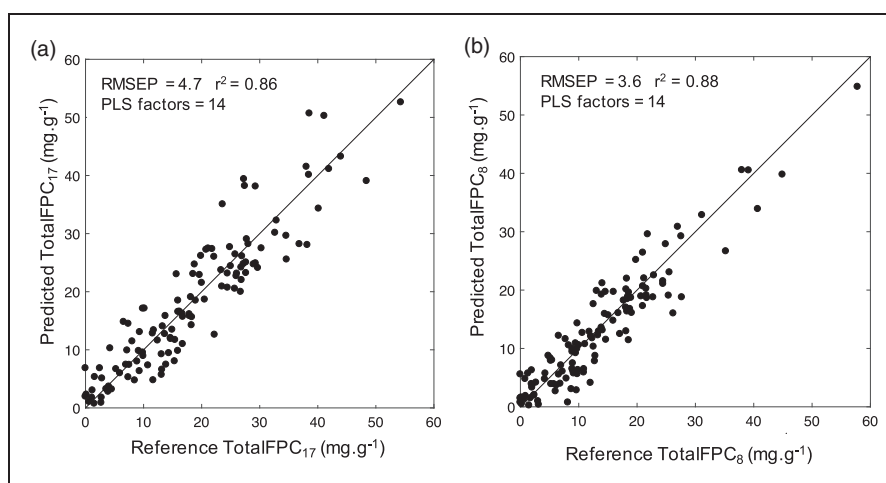 (a)
60
50
40
30
20
10
0
Predicted TotalFPC17 (mg.g-1)
RMSEP = 4.7 r2 = 0.86
PLS factors = 14
0 10 20 30 40 50 60
Reference TotalFPC17 (mg.g-1)
(b)
60
50
40
30
20
10
0
Predicted TotalFPC8 (mg.g-1)
RMSEP = 3.6 r2 = 0.88
PLS factors = 14
0 10 20 30 40 50 60
Reference TotalFPC8 (mg.g-1)